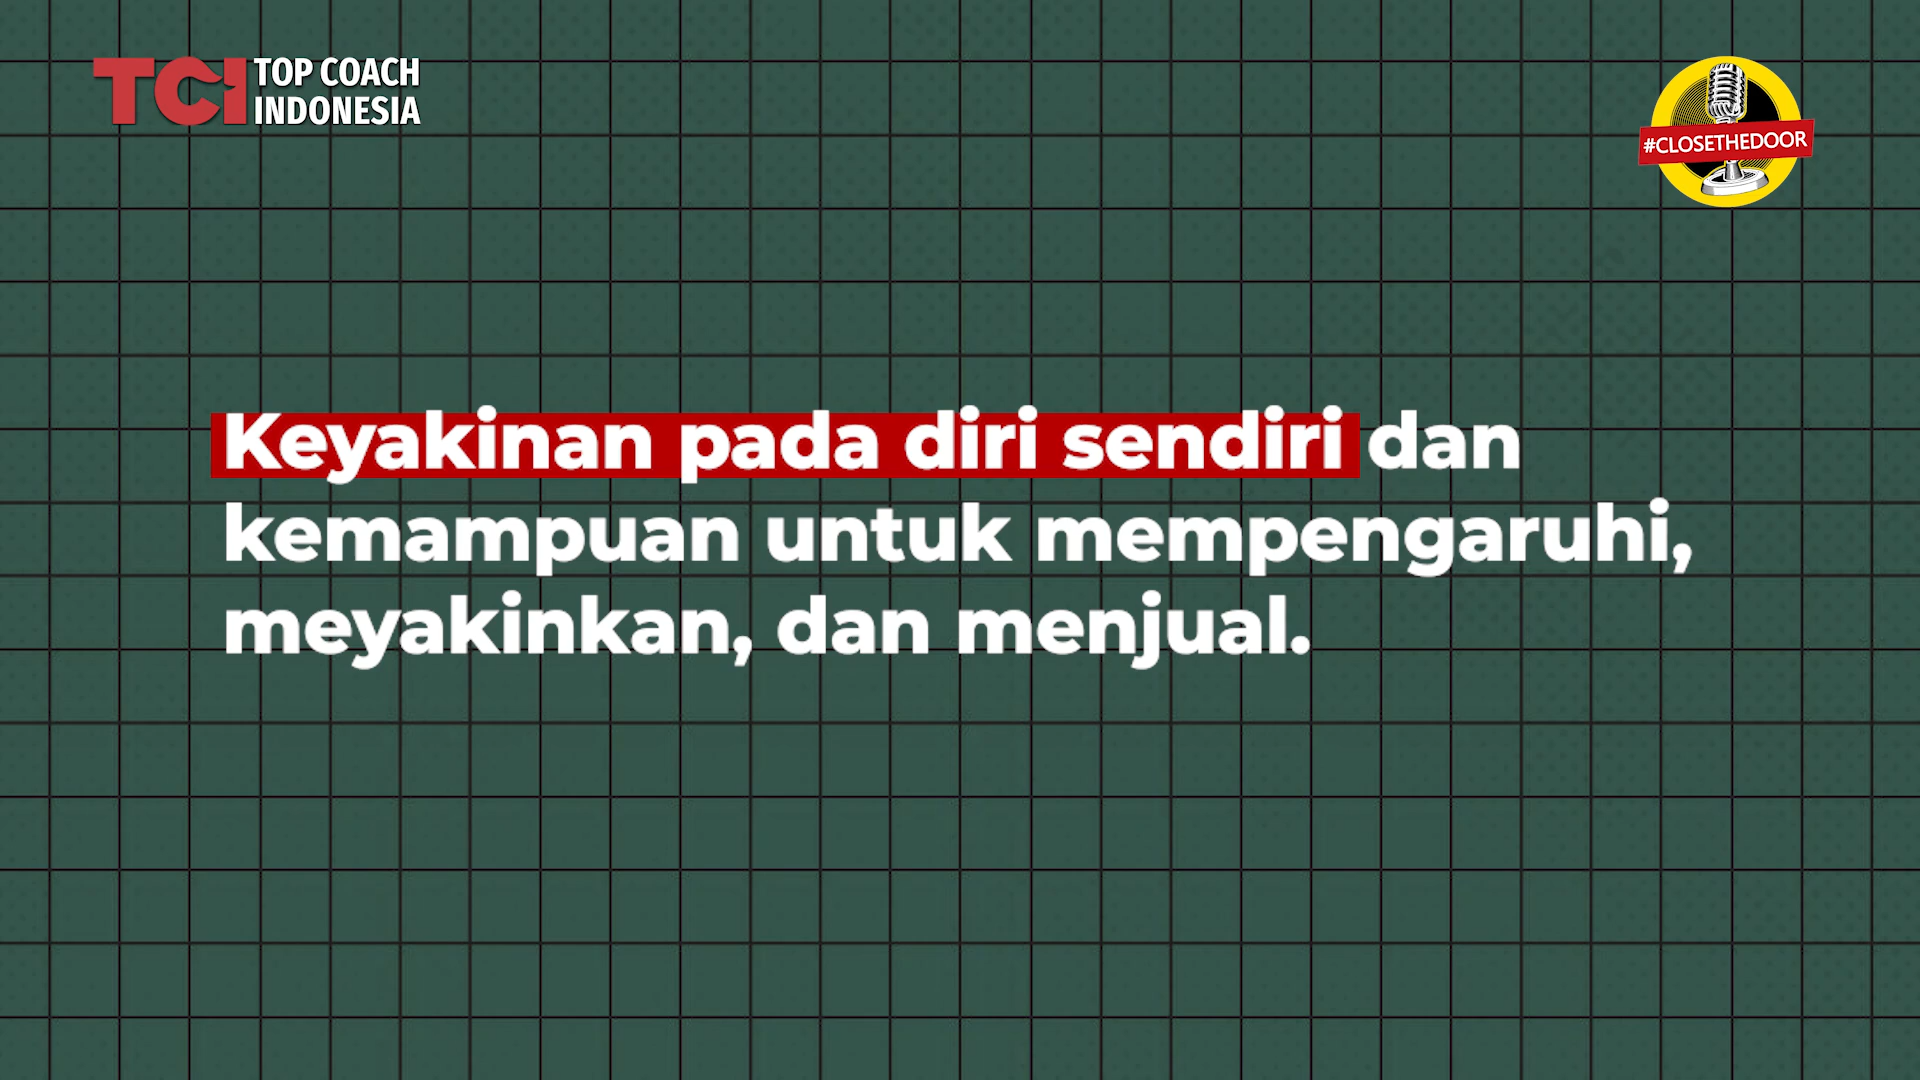 TCI TOP COACH
INDONESIA
#CLOSETHEDOOR
Keyakinan pada diri sendiri dan
kemampuan untuk mempengaruhi,
meyakinkan, dan menjual.